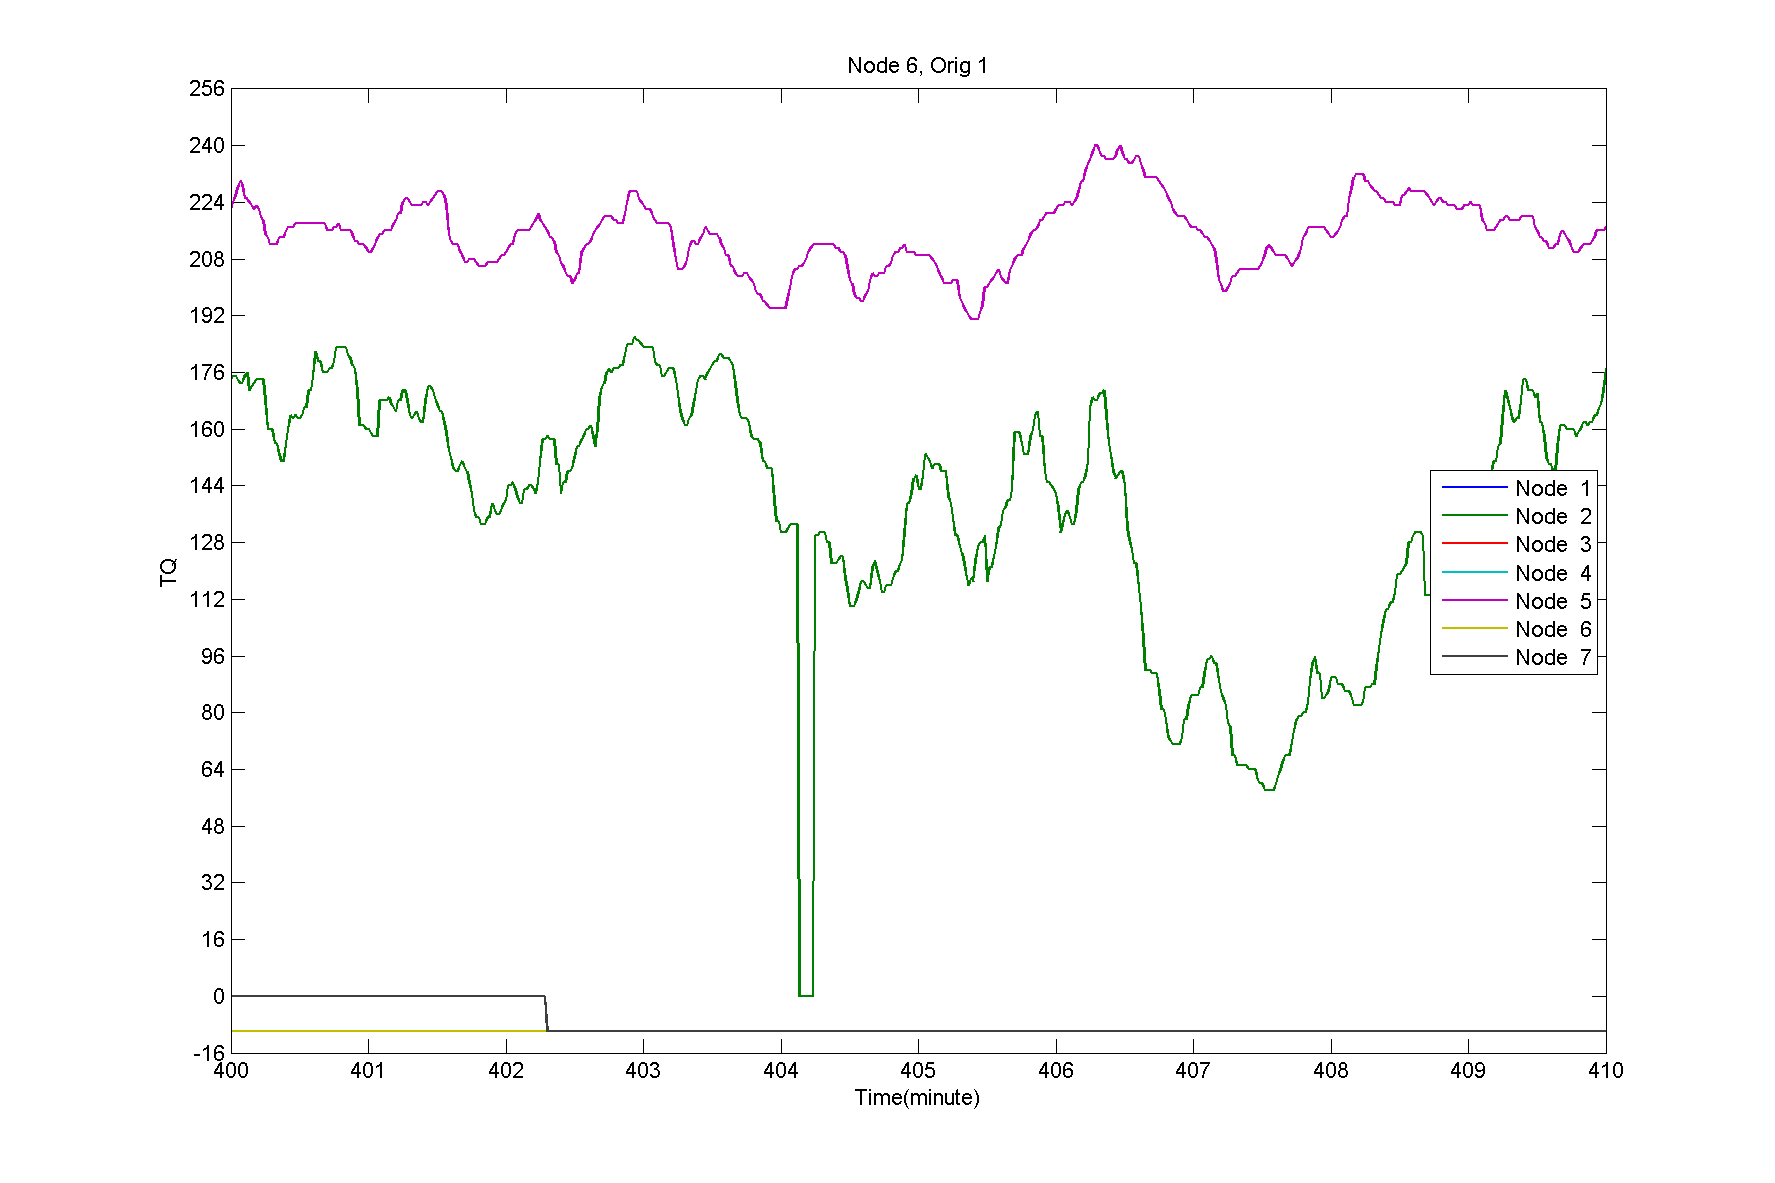 Node 6, Orig 1
256
240
224
208
192
176
160
144
128
112
96
80
64
48
32
16
0
-16
TQ
Node 1
Node 2
Node 3
Node 4
Node 5
Node 6
Node 7
400 401 402 403 404 405 406 407 408 409 410
Time(minute)